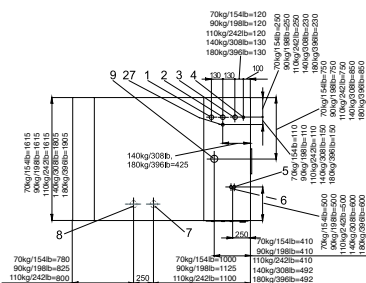 70kg/154lb=120
90kg/198lb=120
110kg/242lb=120
140kg/308lb=130
180kg/396lb=130
9 27 1 2 3 4
130 130 100
70kg/154lb=250
90kg/198lb=250
110kg/242lb=250
140kg/308lb=230
180kg/396lb=230
70kg/154lb=750
90kg/198lb=750
110kg/242lb=750
140kg/308lb=850
180kg/396lb=850
70kg/154lb=1615
90kg/198lb=1615
110kg/242lb=1615
140kg/308lb=1805
180kg/396lb=1905
140kg/308lb,
180kg/396lb=425
70kg/154lb=110
90kg/198lb=110
110kg/242lb=110
140kg/308lb=150
180kg/396lb=150
5
6
70kg/154lb=500
90kg/198lb=500
110kg/242lb=500
140kg/308lb=600
180kg/396lb=600
8
7
250
70kg/154lb=410
90kg/198lb=410
110kg/242lb=410
140kg/308lb=492
180kg/396lb=492
70kg/154lb=780
90kg/198lb=825
110kg/242lb=800
250
70kg/154lb=1000
90kg/198lb=1125
110kg/242lb=1100